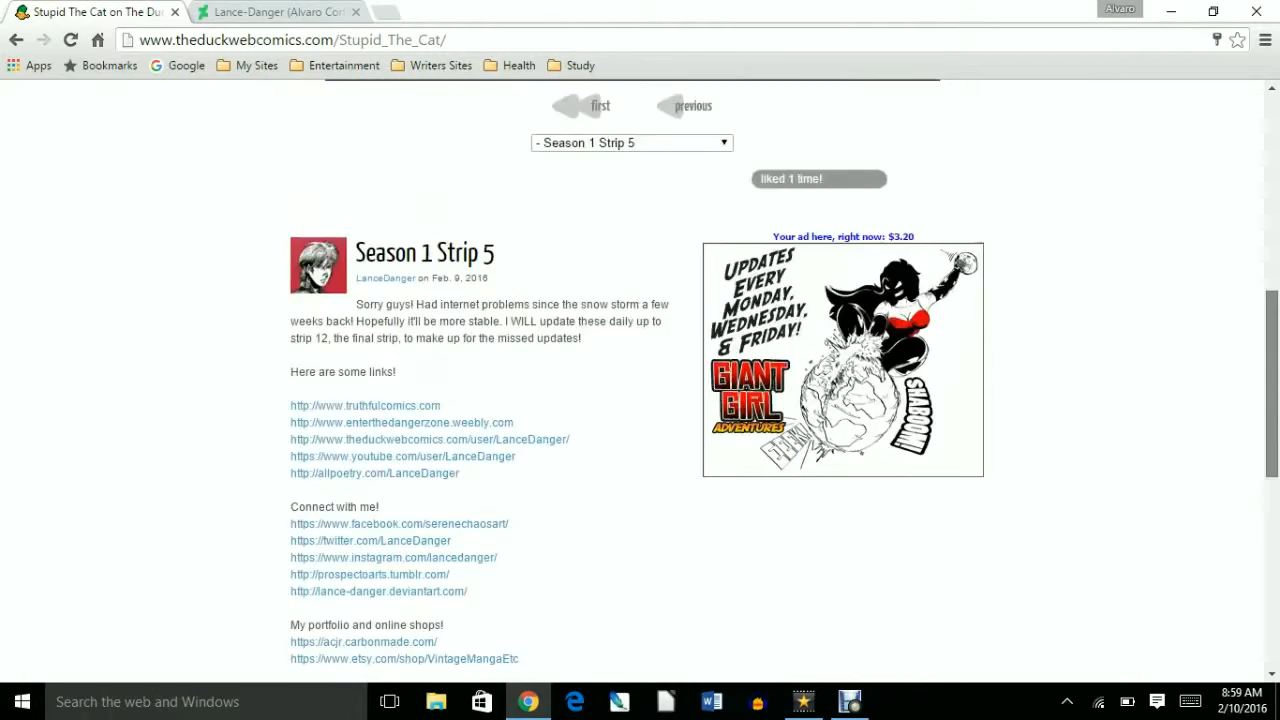 Stupid The Cat on The Du
Lance-Danger (Alvaro Cor
Alvaro
www.theduckwebcomics.com/Stupid_The_Cat/
Apps
Bookmarks
Google
My Sites
Entertainment
Writers Sites
Health
Study
first
previous
- Season 1 Strip 5
liked 1 time!
Your ad here, right now: $3.20
Season 1 Strip 5
LanceDanger on Feb. 9, 2016
Sorry guys! Had internet problems since the snow storm a few
weeks back! Hopefully it'll be more stable. I WILL update these daily up to
strip 12, the final strip, to make up for the missed updates!
Here are some links!
http://www.truthfulcomics.com
http://www.enterthedangerzone.weebly.com
http://www.theduckwebcomics.com/user/LanceDanger/
https://www.youtube.com/user/LanceDanger
http://allpoetry.com/LanceDanger
Connect with me!
https://www.facebook.com/serenechaosart/
https://twitter.com/LanceDanger
https://www.instagram.com/lancedanger/
http://prospectoarts.tumblr.com/
http://lance-danger.deviantart.com/
My portfolio and online shops!
https://acjr.carbonmade.com/
https://www.etsy.com/shop/VintageMangaEtc
UPDATES
EVERY
MONDAY,
WEDNESDAY,
& FRIDAY!
GIANT
GIRL
ADVENTURES
SHABOOM!
Search the web and Windows
8:59 AM
2/10/2016